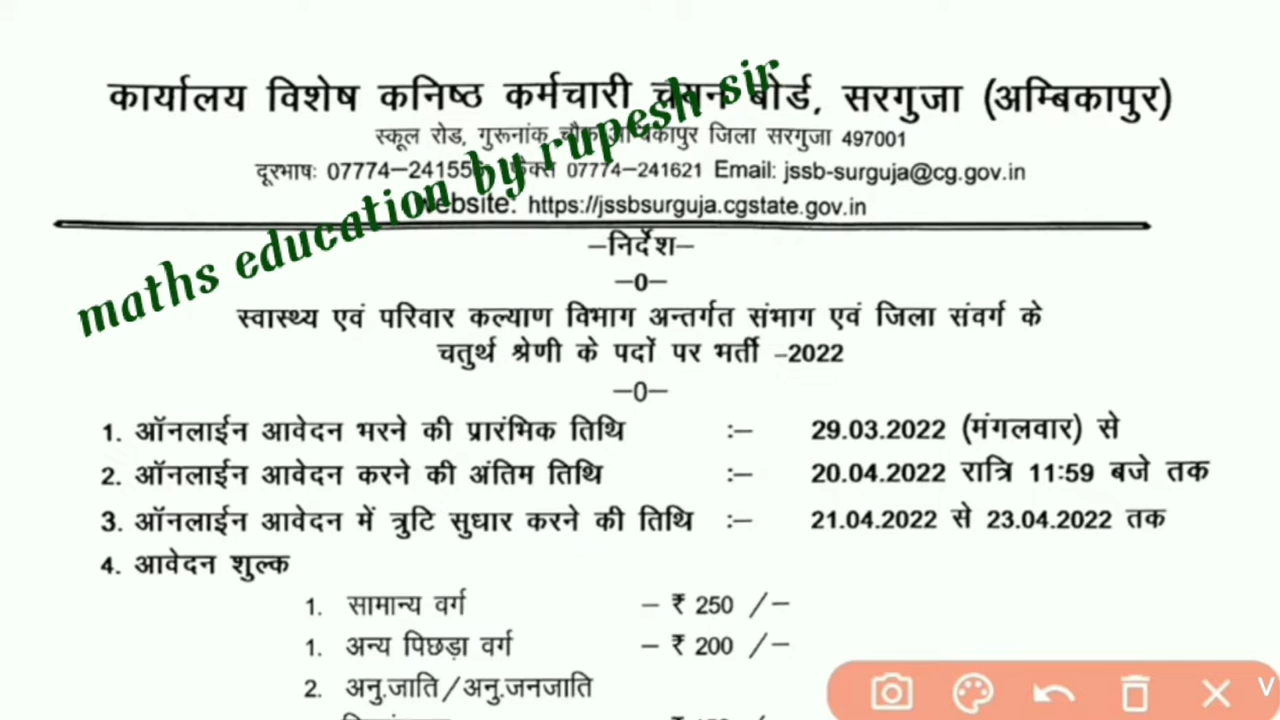 कार्यालय विशेष कनिष्ठ कर्मचारी चयन बोर्ड, सरगुजा (अम्बिकापुर)
स्कूल रोड, गुरूनांक चौक अम्बिकापुर जिला सरगुजा 497001
दूरभाषः 07774–241556 फैक्स 07774–241621 Email: jssb-surguja@cg.gov.in
Website: https://jssbsurguja.cgstate.gov.in
maths education by rupesh sir
–निर्देश–
–0–
स्वास्थ्य एवं परिवार कल्याण विभाग अन्तर्गत संभाग एवं जिला संवर्ग के
चतुर्थ श्रेणी के पदों पर भर्ती –2022
–0–
1. ऑनलाईन आवेदन भरने की प्रारंभिक तिथि :– 29.03.2022 (मंगलवार) से
2. ऑनलाईन आवेदन करने की अंतिम तिथि :– 20.04.2022 रात्रि 11:59 बजे तक
3. ऑनलाईन आवेदन में त्रुटि सुधार करने की तिथि :– 21.04.2022 से 23.04.2022 तक
4. आवेदन शुल्क
1. सामान्य वर्ग – ₹ 250 /–
1. अन्य पिछड़ा वर्ग – ₹ 200 /–
2. अनु.जाति/अनु.जनजाति
V